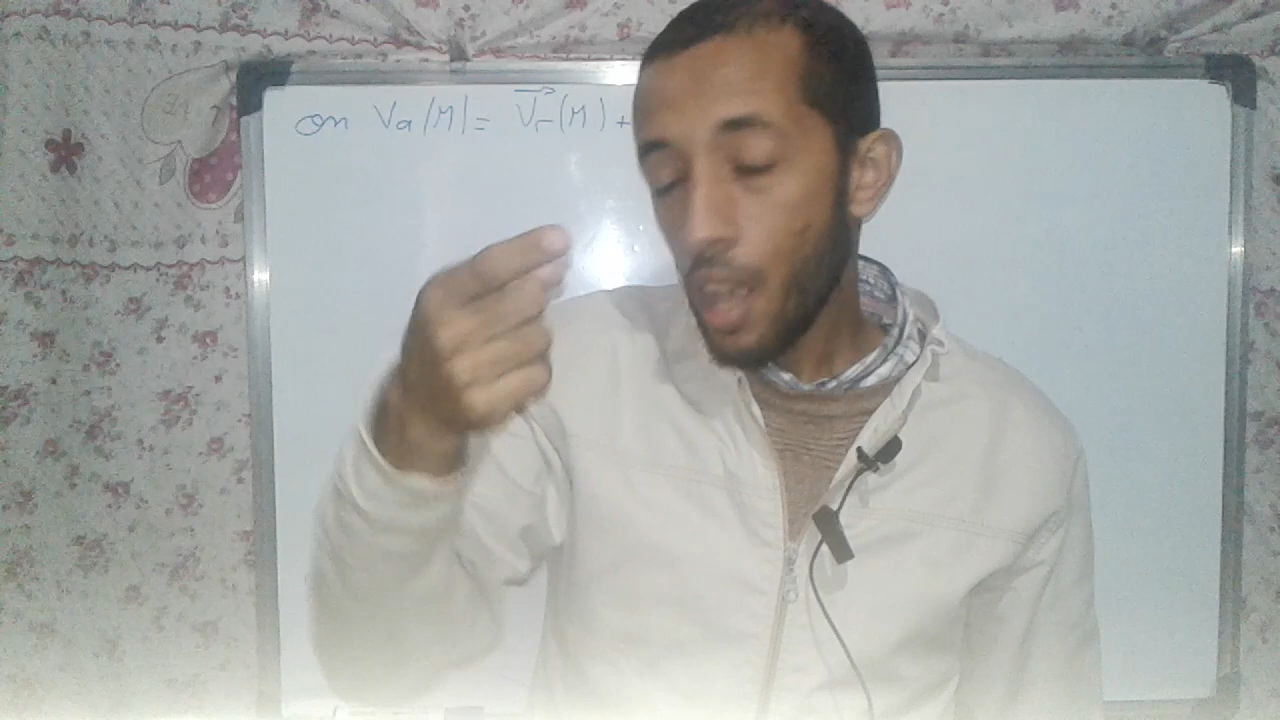 on Va(M) = V⃗r(M) +